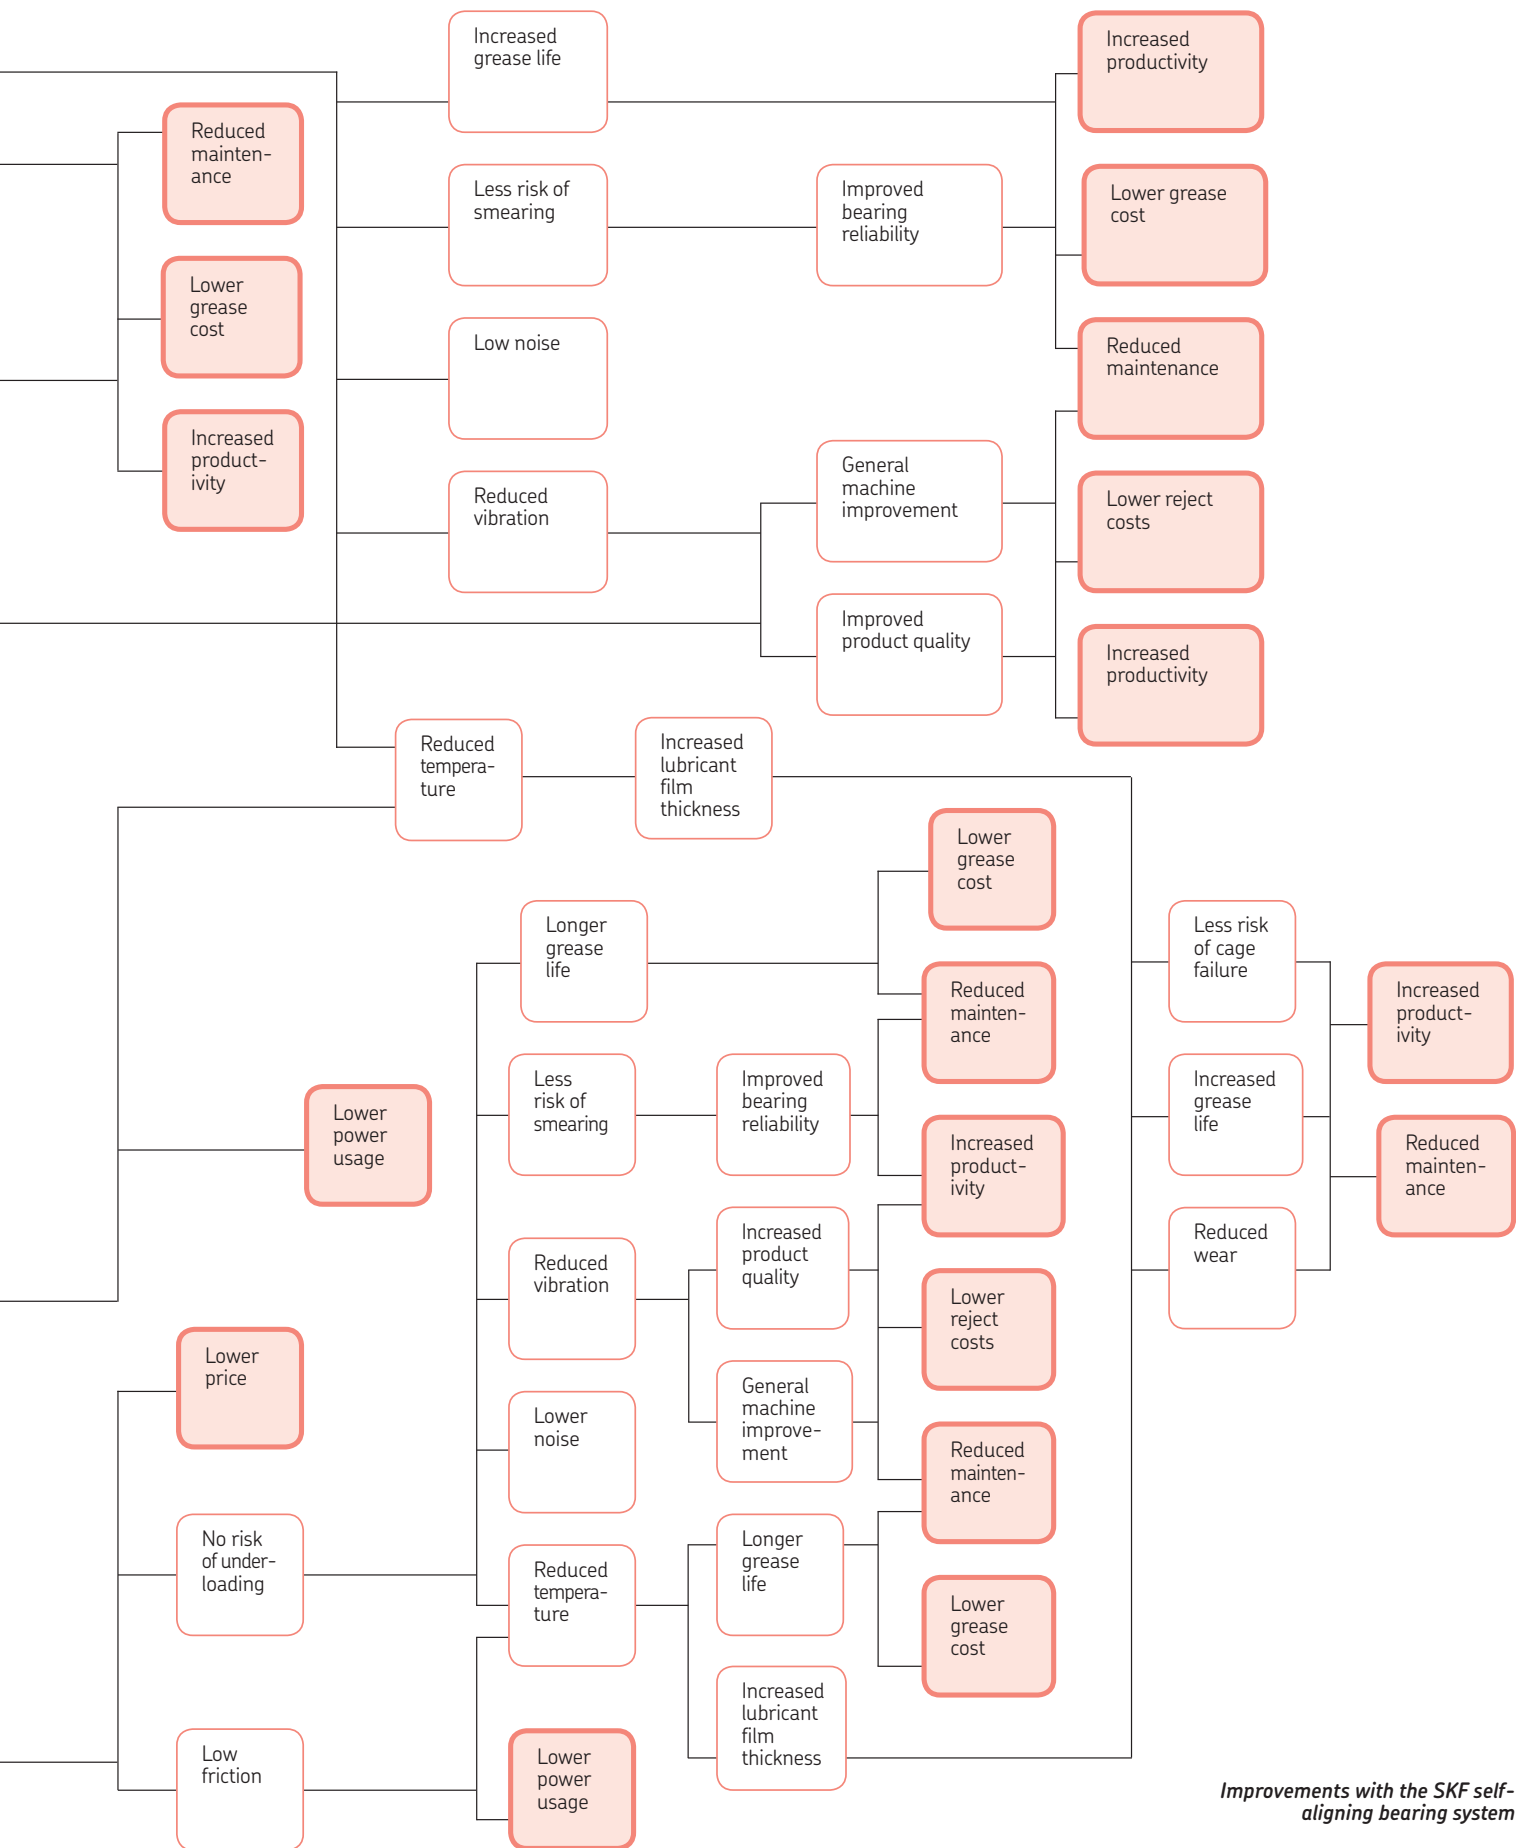 Increased
grease life
Increased
productivity
Reduced
mainten-
ance
Less risk of
smearing
Improved
bearing
reliability
Lower grease
cost
Lower
grease
cost
Low noise
Reduced
maintenance
Increased
product-
ivity
Reduced
vibration
General
machine
improvement
Lower reject
costs
Improved
product quality
Increased
productivity
Reduced
tempera-
ture
Increased
lubricant
film
thickness
Lower
grease
cost
Longer
grease
life
Less risk
of cage
failure
Reduced
mainten-
ance
Increased
product-
ivity
Less
risk of
smearing
Improved
bearing
reliability
Increased
grease
life
Lower
power
usage
Increased
product-
ivity
Reduced
mainten-
ance
Reduced
vibration
Increased
product
quality
Reduced
wear
Lower
reject
costs
Lower
price
General
machine
improve-
ment
Lower
noise
Reduced
mainten-
ance
No risk
of under-
loading
Reduced
tempera-
ture
Longer
grease
life
Lower
grease
cost
Increased
lubricant
film
thickness
Low
friction
Lower
power
usage
Improvements with the SKF self-
aligning bearing system